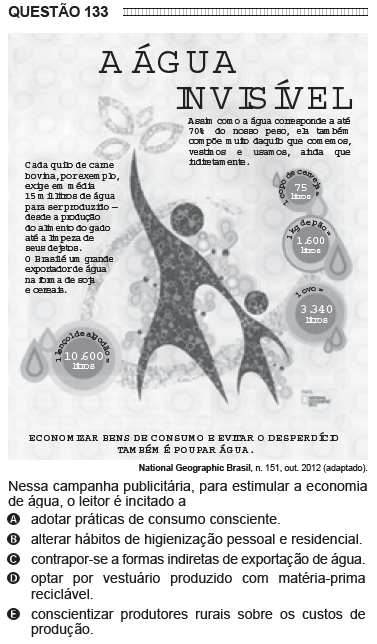 QUESTÃO 133
A ÁGUA
INVISÍVEL
Assim como a água corresponde a até
70% do nosso peso, ela também
compõe muito daquilo que comemos,
vestimos e usamos, ainda que
indiretamente.
Cada quilo de carne
bovina, por exemplo,
exige em média
15 mil litros de água
para ser produzido –
desde a produção
do alimento do gado
até a limpeza de
seus dejetos.
O Brasil é um grande
exportador de água
na forma de soja
e cereais.
1 copo de cerveja =
75
litros
1 kg de pão =
1.600
litros
1 ovo =
3.340
litros
1 lençol de algodão =
10.600
litros
ECONOMIZAR BENS DE CONSUMO E EVITAR O DESPERDÍCIO
TAMBÉM É POUPAR ÁGUA.
National Geographic Brasil, n. 151, out. 2012 (adaptado).
Nessa campanha publicitária, para estimular a economia
de água, o leitor é incitado a
A adotar práticas de consumo consciente.
B alterar hábitos de higienização pessoal e residencial.
C contrapor-se a formas indiretas de exportação de água.
D optar por vestuário produzido com matéria-prima
reciclável.
E conscientizar produtores rurais sobre os custos de
produção.